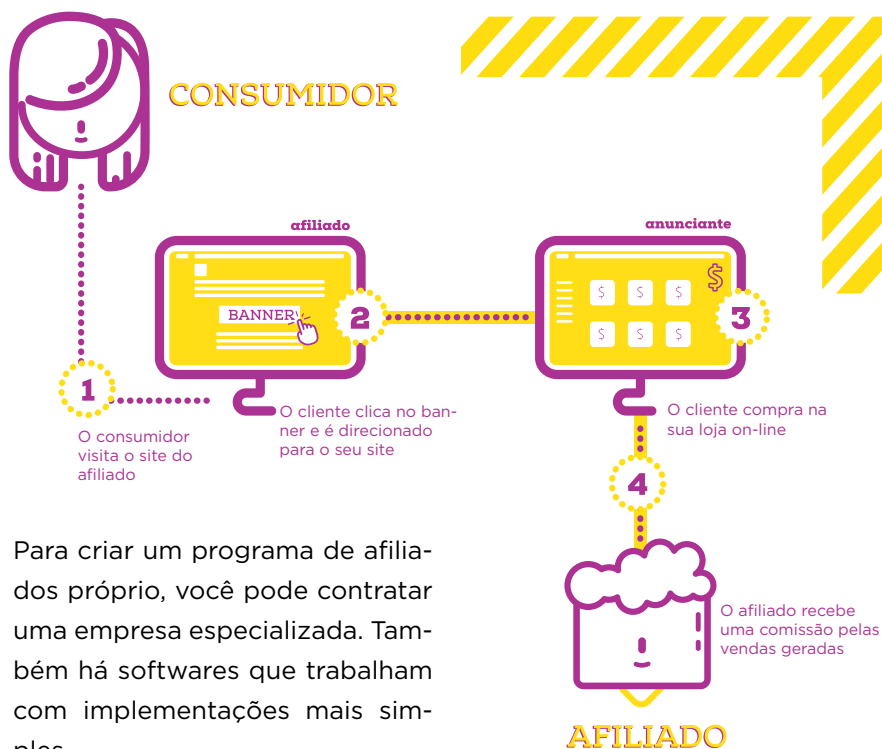 CONSUMIDOR
afiliado
BANNER
2
1
O consumidor
visita o site do
afiliado
O cliente clica no ban-
ner e é direcionado
para o seu site
anunciante
$
$ $ $
$ $ $
3
O cliente compra na
sua loja on-line
4
O afiliado recebe
uma comissão pelas
vendas geradas
AFILIADO
Para criar um programa de afilia-
dos próprio, você pode contratar
uma empresa especializada. Tam-
bém há softwares que trabalham
com implementações mais sim-
ples